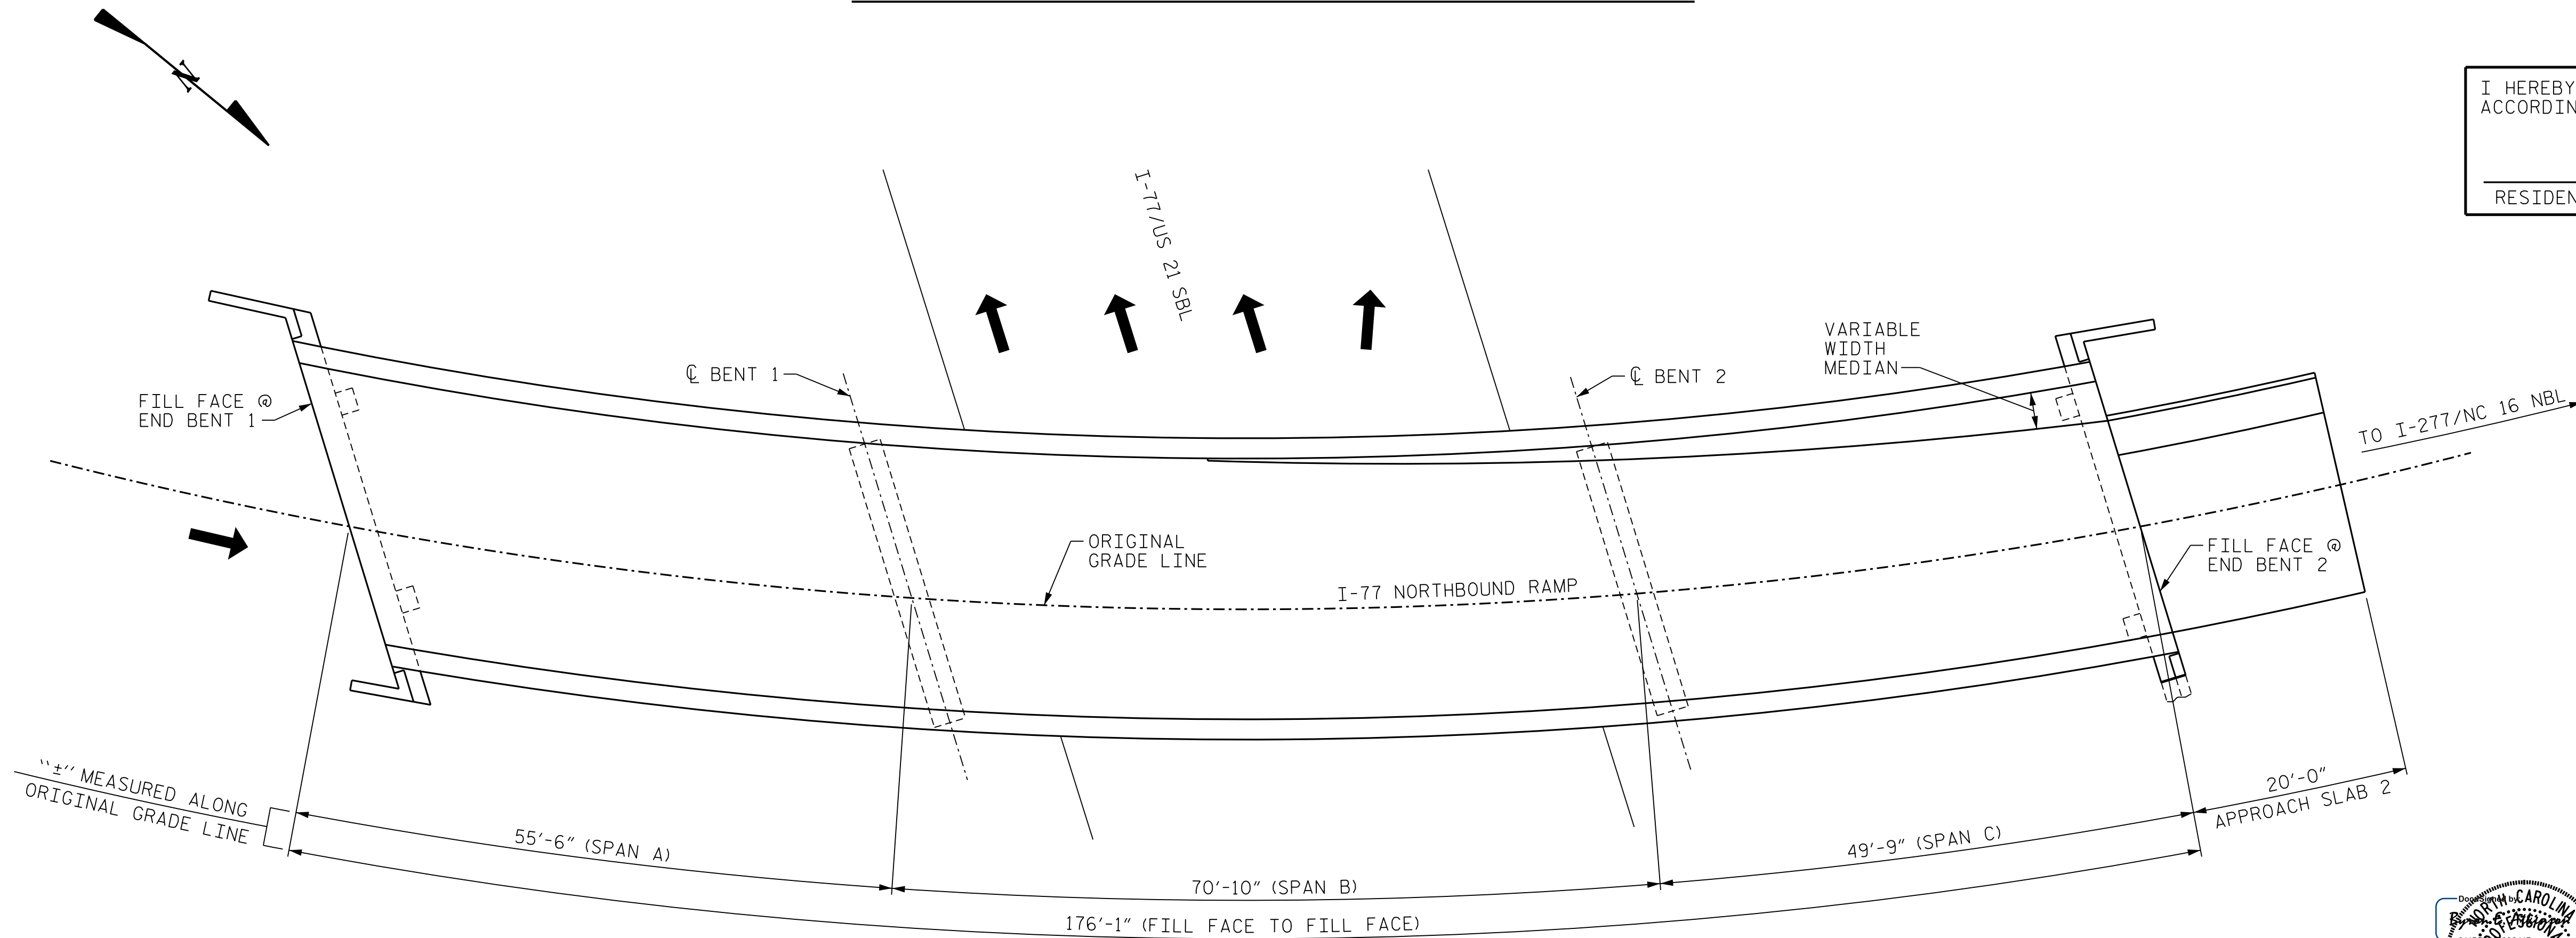 N
I HEREBY
ACCORDIN
RESIDEN
I-77/US 21 SBL
VARIABLE
WIDTH
MEDIAN
℄ BENT 1
℄ BENT 2
FILL FACE @
END BENT 1
TO I-277/NC 16 NBL
ORIGINAL
GRADE LINE
I-77 NORTHBOUND RAMP
FILL FACE @
END BENT 2
"±" MEASURED ALONG
ORIGINAL GRADE LINE
20'-0"
APPROACH SLAB 2
55'-6" (SPAN A)
70'-10" (SPAN B)
49'-9" (SPAN C)
176'-1" (FILL FACE TO FILL FACE)
NORTH CAROLINA